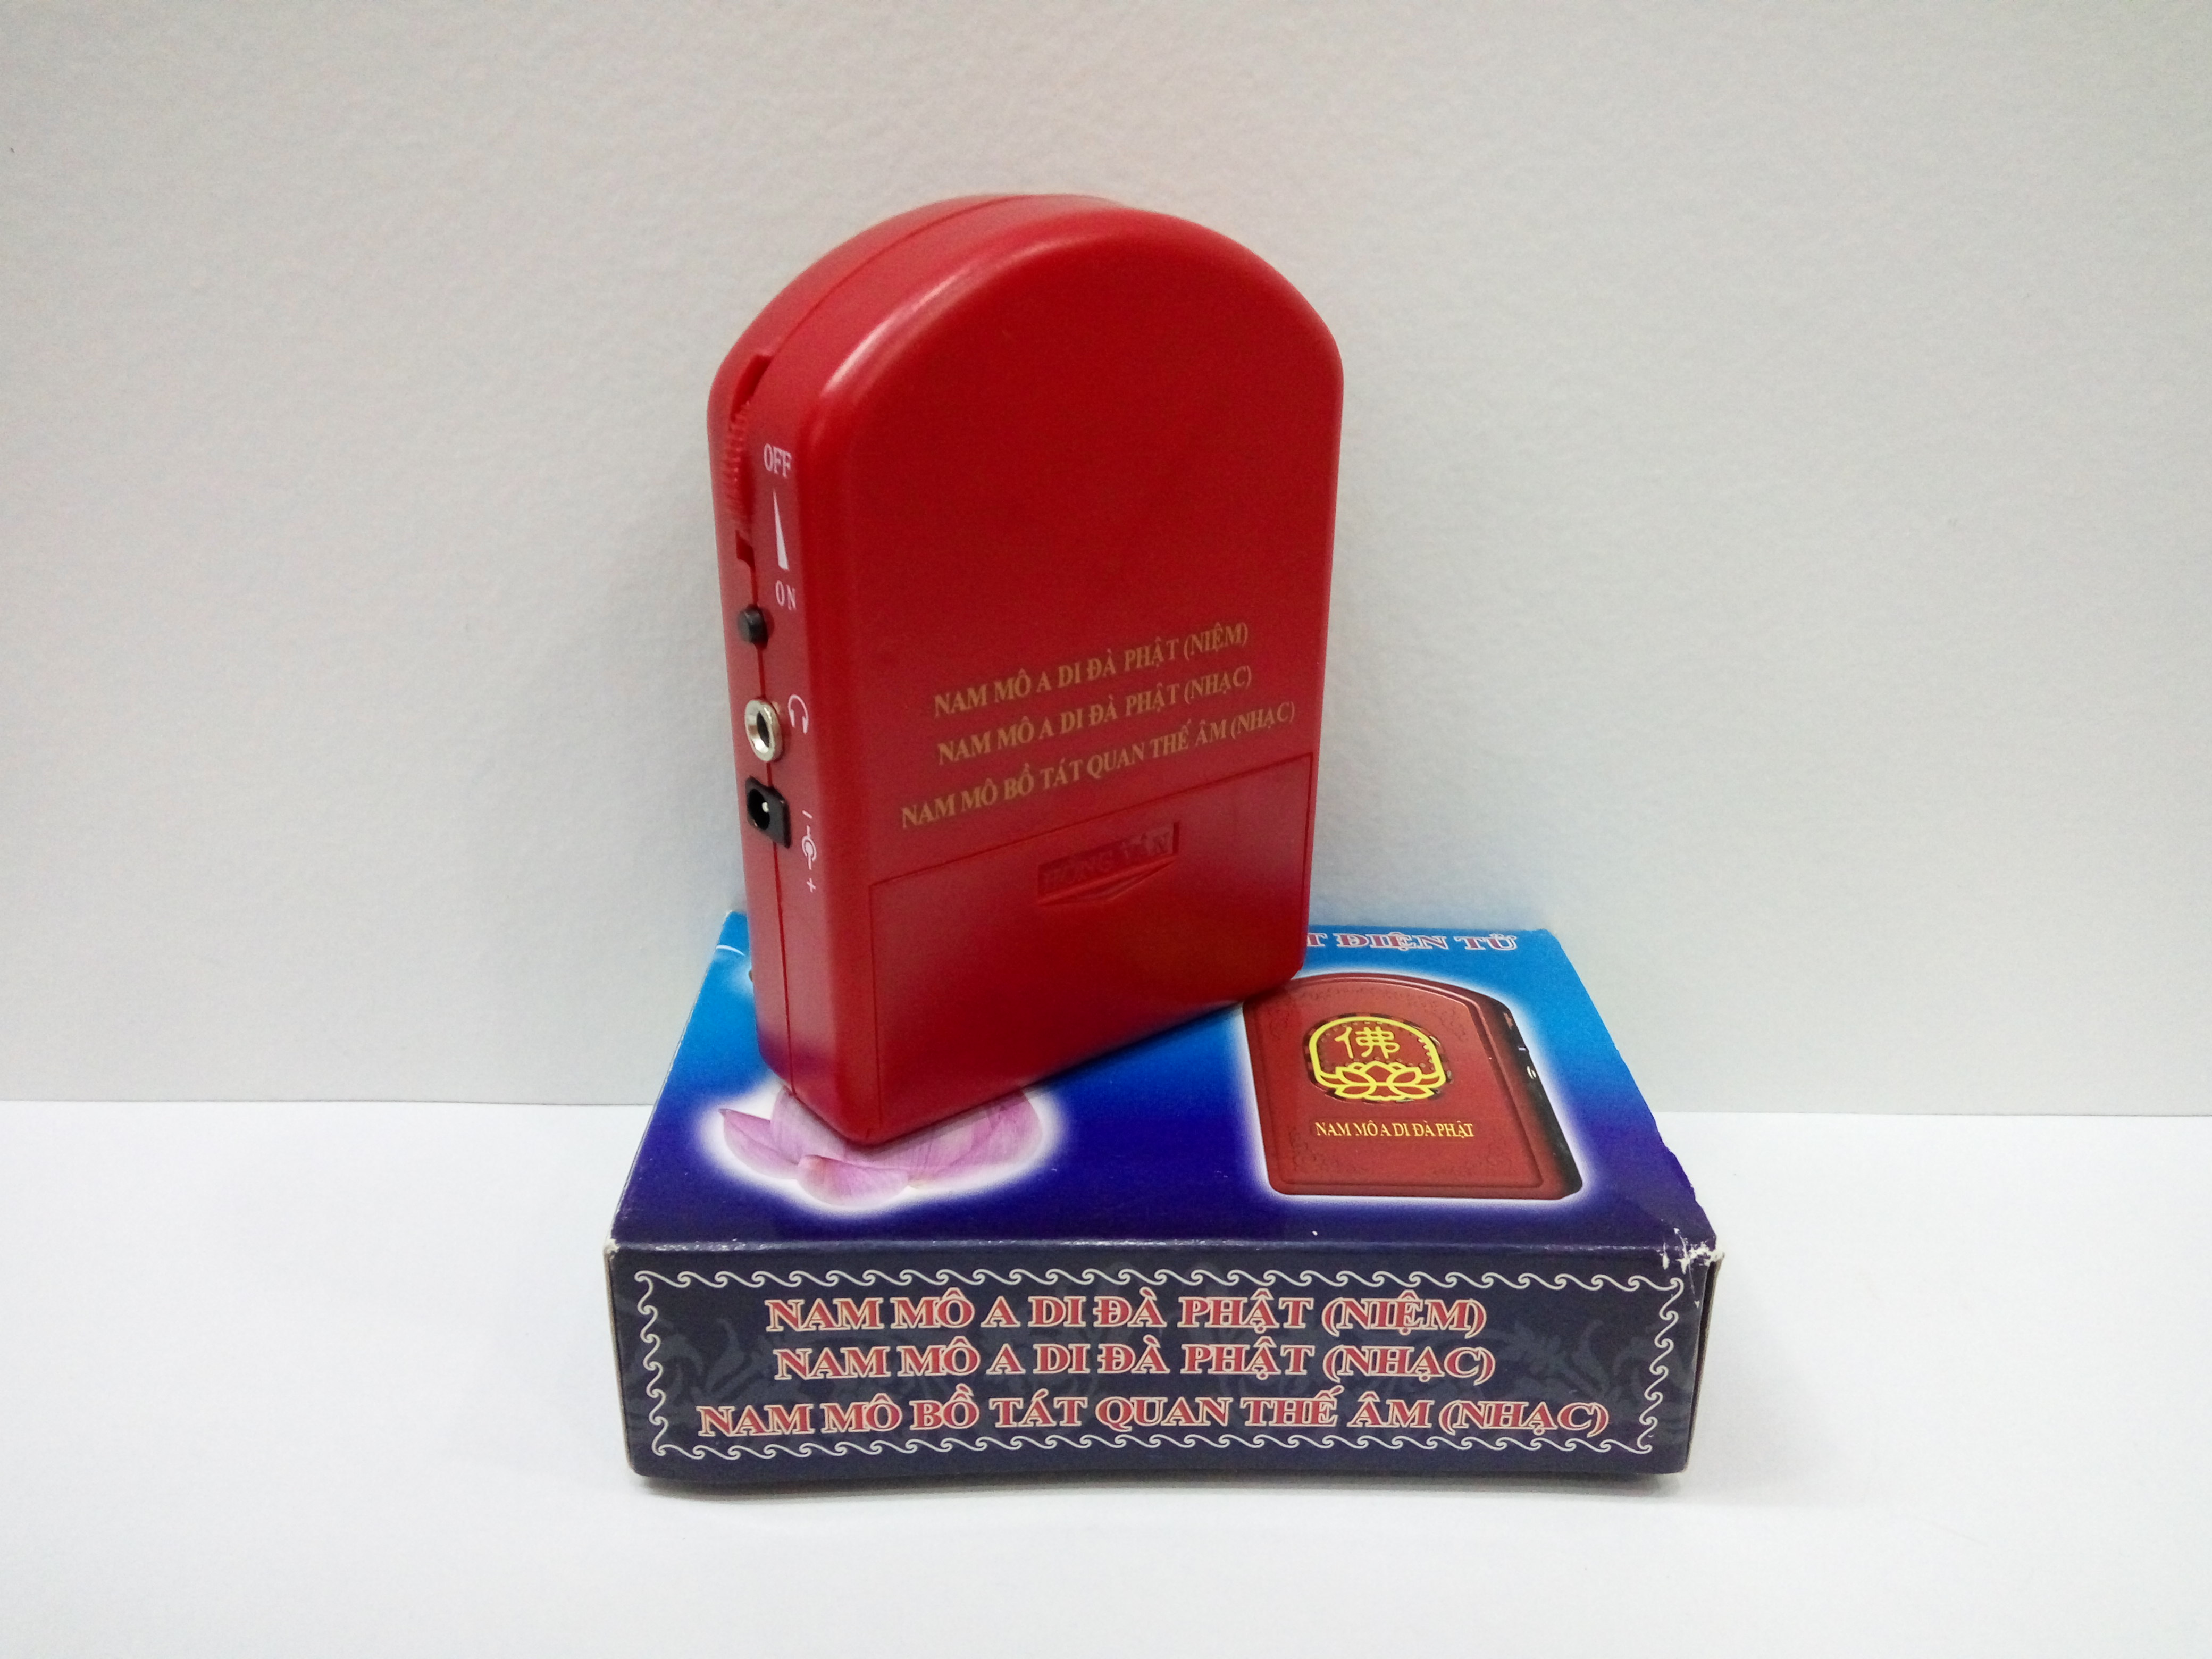 OFF
ON
NAM MÔ A DI ĐÀ PHẬT (NIỆM)
NAM MÔ A DI ĐÀ PHẬT (NHẠC)
NAM MÔ BỒ TÁT QUAN THẾ ÂM (NHẠC)
ĐIỆN TỬ
佛
NAM MÔ A DI ĐÀ PHẬT
NAM MÔ A DI ĐÀ PHẬT (NIỆM)
NAM MÔ A DI ĐÀ PHẬT (NHẠC)
NAM MÔ BỒ TÁT QUAN THẾ ÂM (NHẠC)